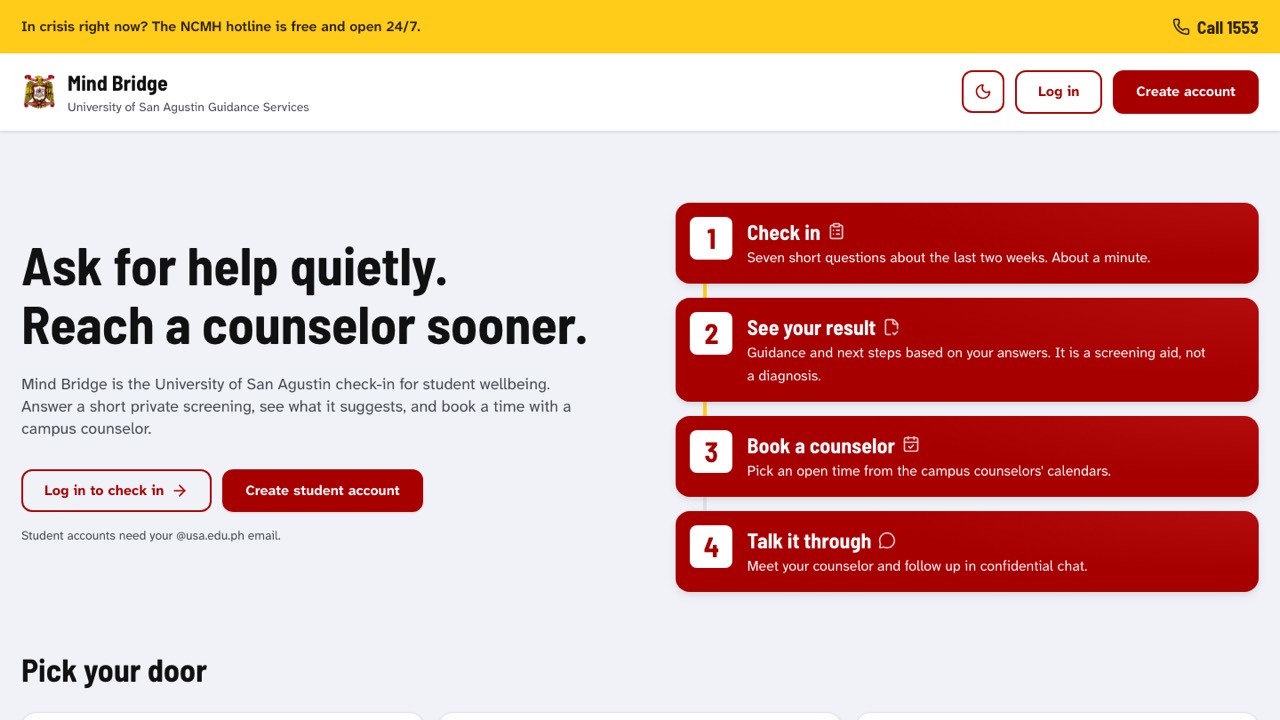 In crisis right now? The NCMH hotline is free and open 24/7.
Call 1553
Mind Bridge
University of San Agustin Guidance Services
Log in
Create account
Ask for help quietly.
Reach a counselor sooner.
Mind Bridge is the University of San Agustin check-in for student wellbeing.
Answer a short private screening, see what it suggests, and book a time with a
campus counselor.
Log in to check in
Create student account
Student accounts need your @usa.edu.ph email.
1
Check in
Seven short questions about the last two weeks. About a minute.
2
See your result
Guidance and next steps based on your answers. It is a screening aid, not
a diagnosis.
3
Book a counselor
Pick an open time from the campus counselors' calendars.
4
Talk it through
Meet your counselor and follow up in confidential chat.
Pick your door